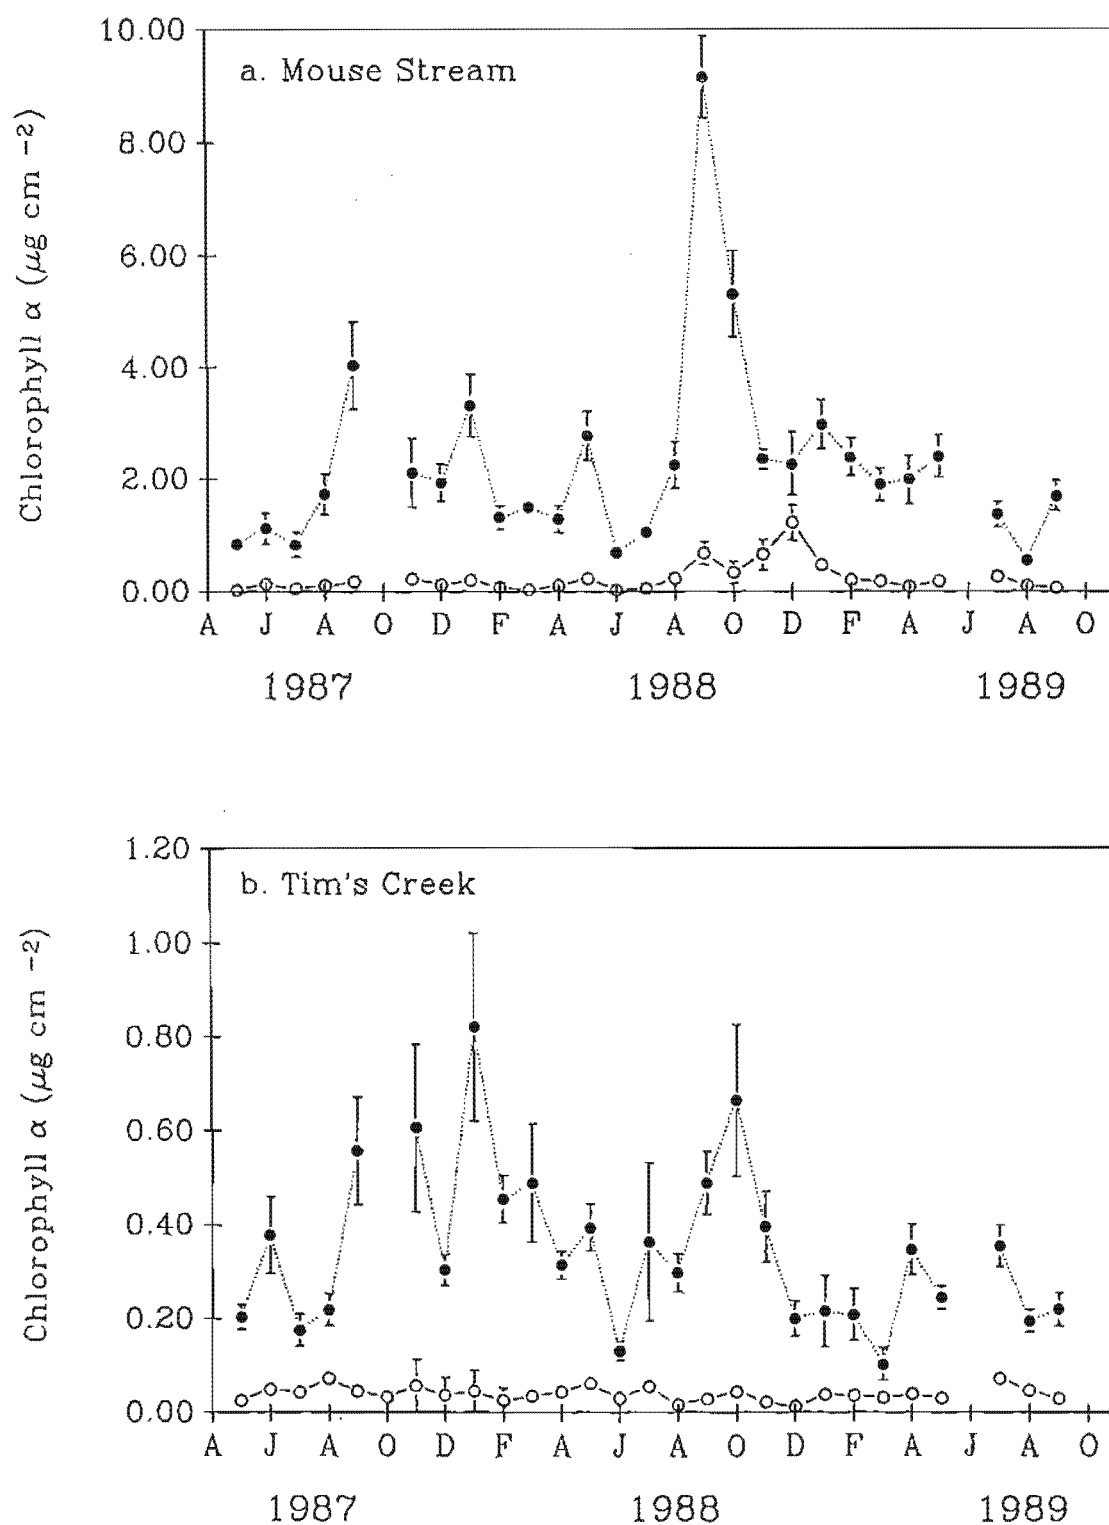 10.00
a. Mouse Stream
8.00
6.00
4.00
2.00
0.00
Chlorophyll α (μg cm −2)
A J A O D F A J A O D F A J A O
1987 1988 1989
1.20
b. Tim's Creek
1.00
0.80
0.60
0.40
0.20
0.00
Chlorophyll α (μg cm −2)
A J A O D F A J A O D F A J A O
1987 1988 1989